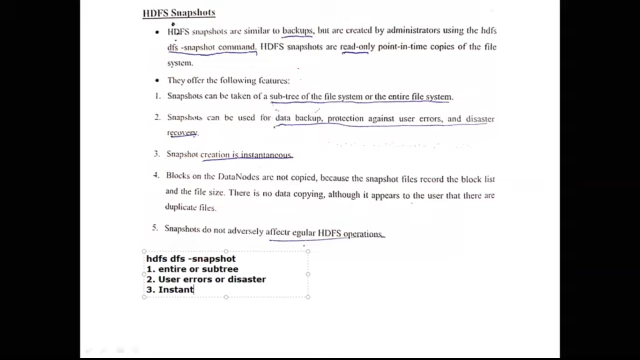 HDFS Snapshots
• HDFS snapshots are similar to backups, but are created by administrators using the hdfs
dfs -snapshot command. HDFS snapshots are read-only point-in-time copies of the file
system.
• They offer the following features:
1. Snapshots can be taken of a sub-tree of the file system or the entire file system.
2. Snapshots can be used for data backup, protection against user errors, and disaster
recovery.
3. Snapshot creation is instantaneous.
4. Blocks on the DataNodes are not copied, because the snapshot files record the block list
and the file size. There is no data copying, although it appears to the user that there are
duplicate files.
5. Snapshots do not adversely affectr egular HDFS operations.
hdfs dfs -snapshot
1. entire or subtree
2. User errors or disaster
3. Instant